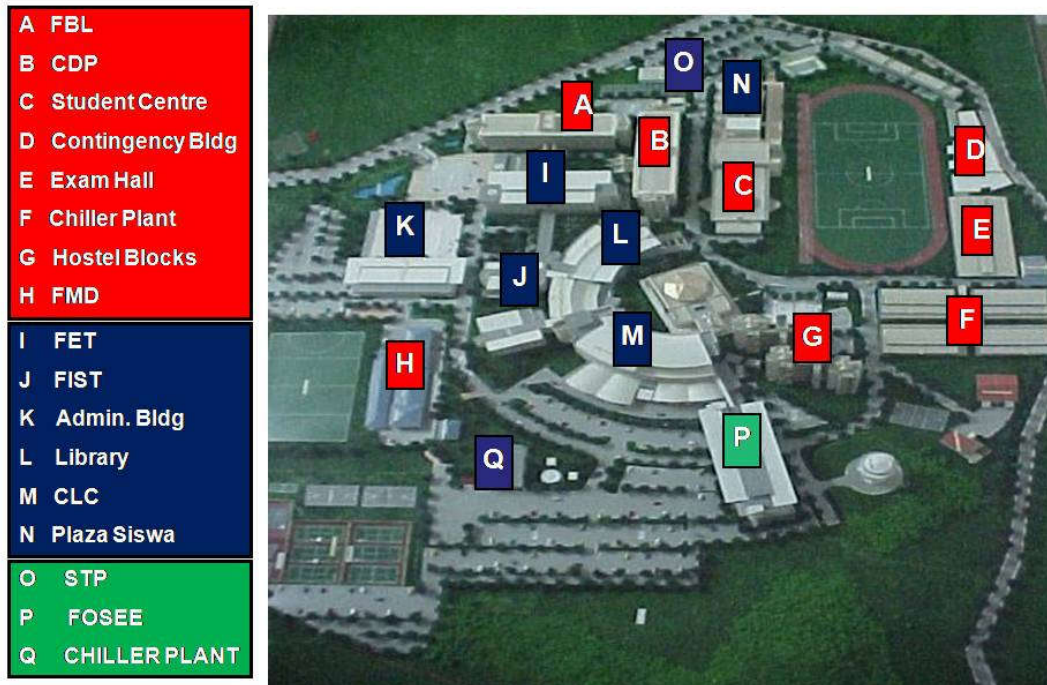 A FBL
B CDP
C Student Centre
D Contingency Bldg
E Exam Hall
F Chiller Plant
G Hostel Blocks
H FMD
I FET
J FIST
K Admin. Bldg
L Library
M CLC
N Plaza Siswa
O STP
P FOSEE
Q CHILLER PLANT
O
N
A
B
D
I
C
K
L
E
J
F
M
G
H
P
Q